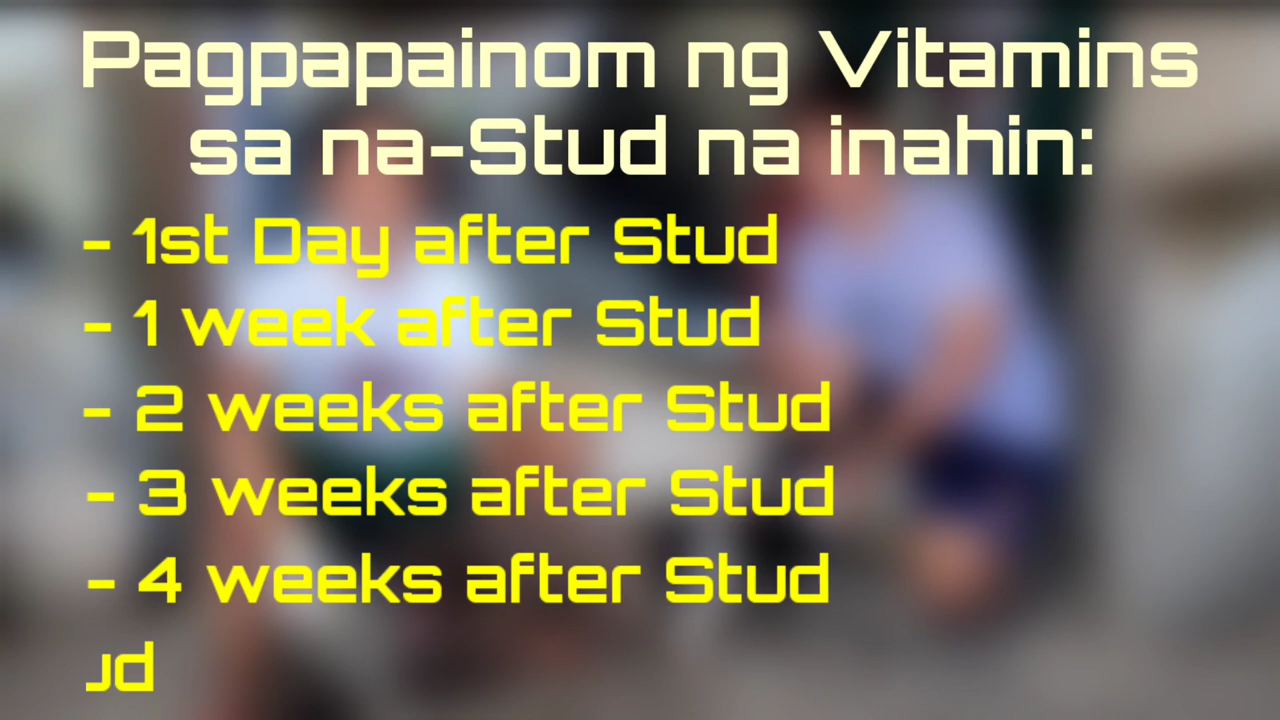 Pagpapainom ng Vitamins
sa na-Stud na inahin:
- 1st Day after Stud
- 1 week after Stud
- 2 weeks after Stud
- 3 weeks after Stud
- 4 weeks after Stud